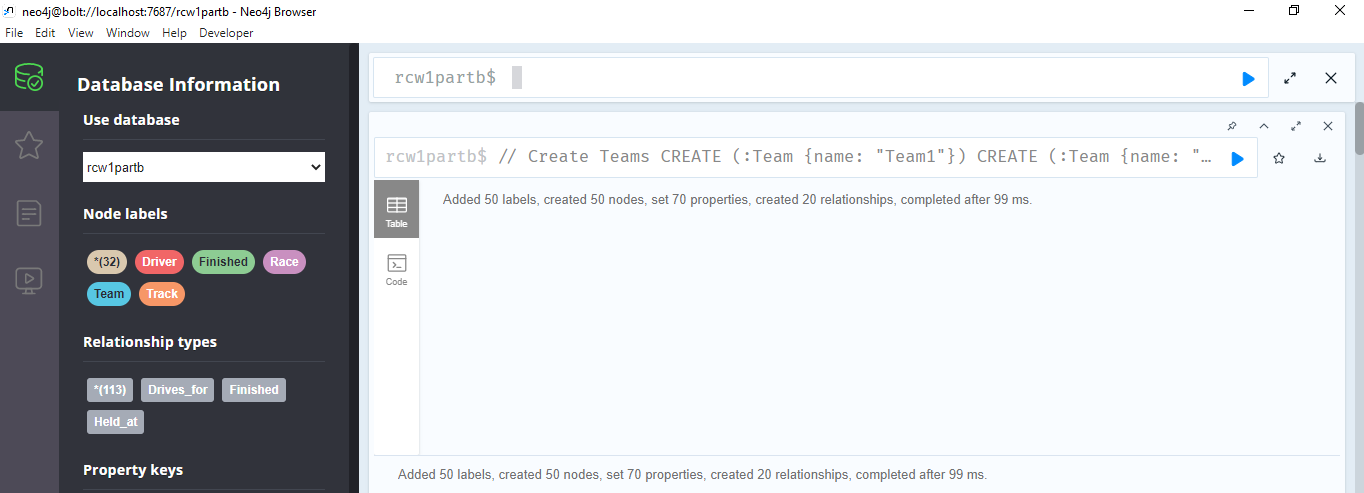 neo4j@bolt://localhost:7687/rcw1partb - Neo4j Browser
File Edit View Window Help Developer
Database Information
Use database
rcw1partb
Node labels
*(32) Driver Finished Race
Team Track
Relationship types
*(113) Drives_for Finished
Held_at
Property keys
rcw1partb$
rcw1partb$ // Create Teams CREATE (:Team {name: "Team1"}) CREATE (:Team {name: "…
Table
Added 50 labels, created 50 nodes, set 70 properties, created 20 relationships, completed after 99 ms.
Code
Added 50 labels, created 50 nodes, set 70 properties, created 20 relationships, completed after 99 ms.